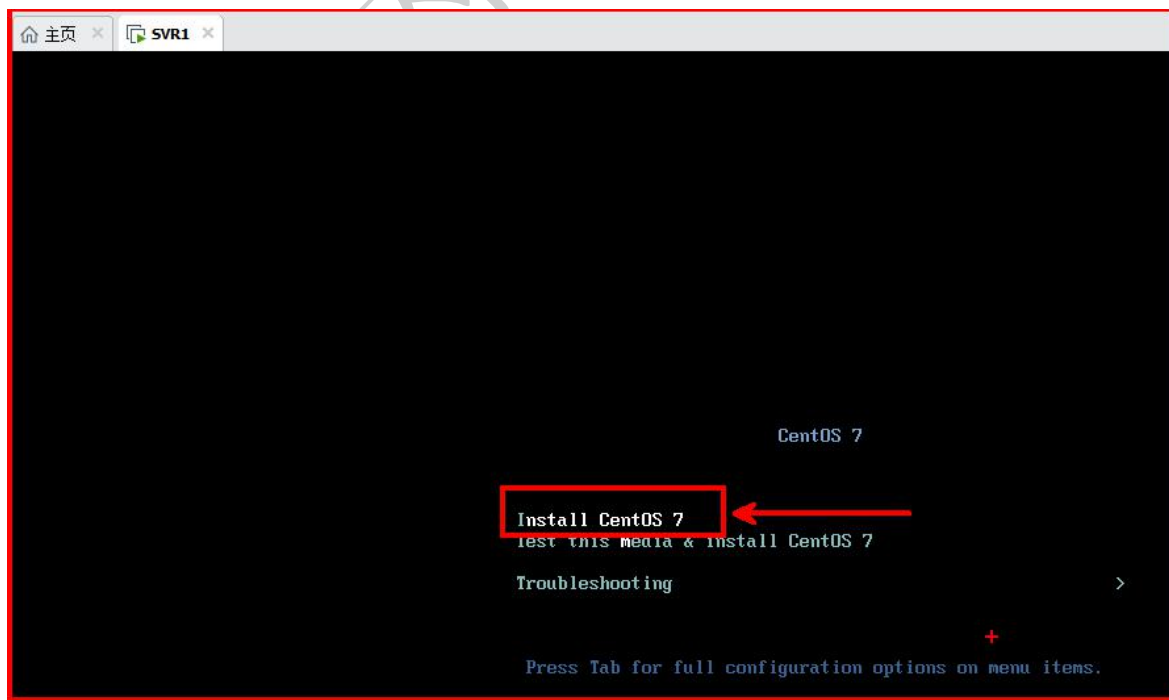 主页 × SVR1 ×
CentOS 7
Install CentOS 7
Test this media & install CentOS 7
Troubleshooting >
Press Tab for full configuration options on menu items.